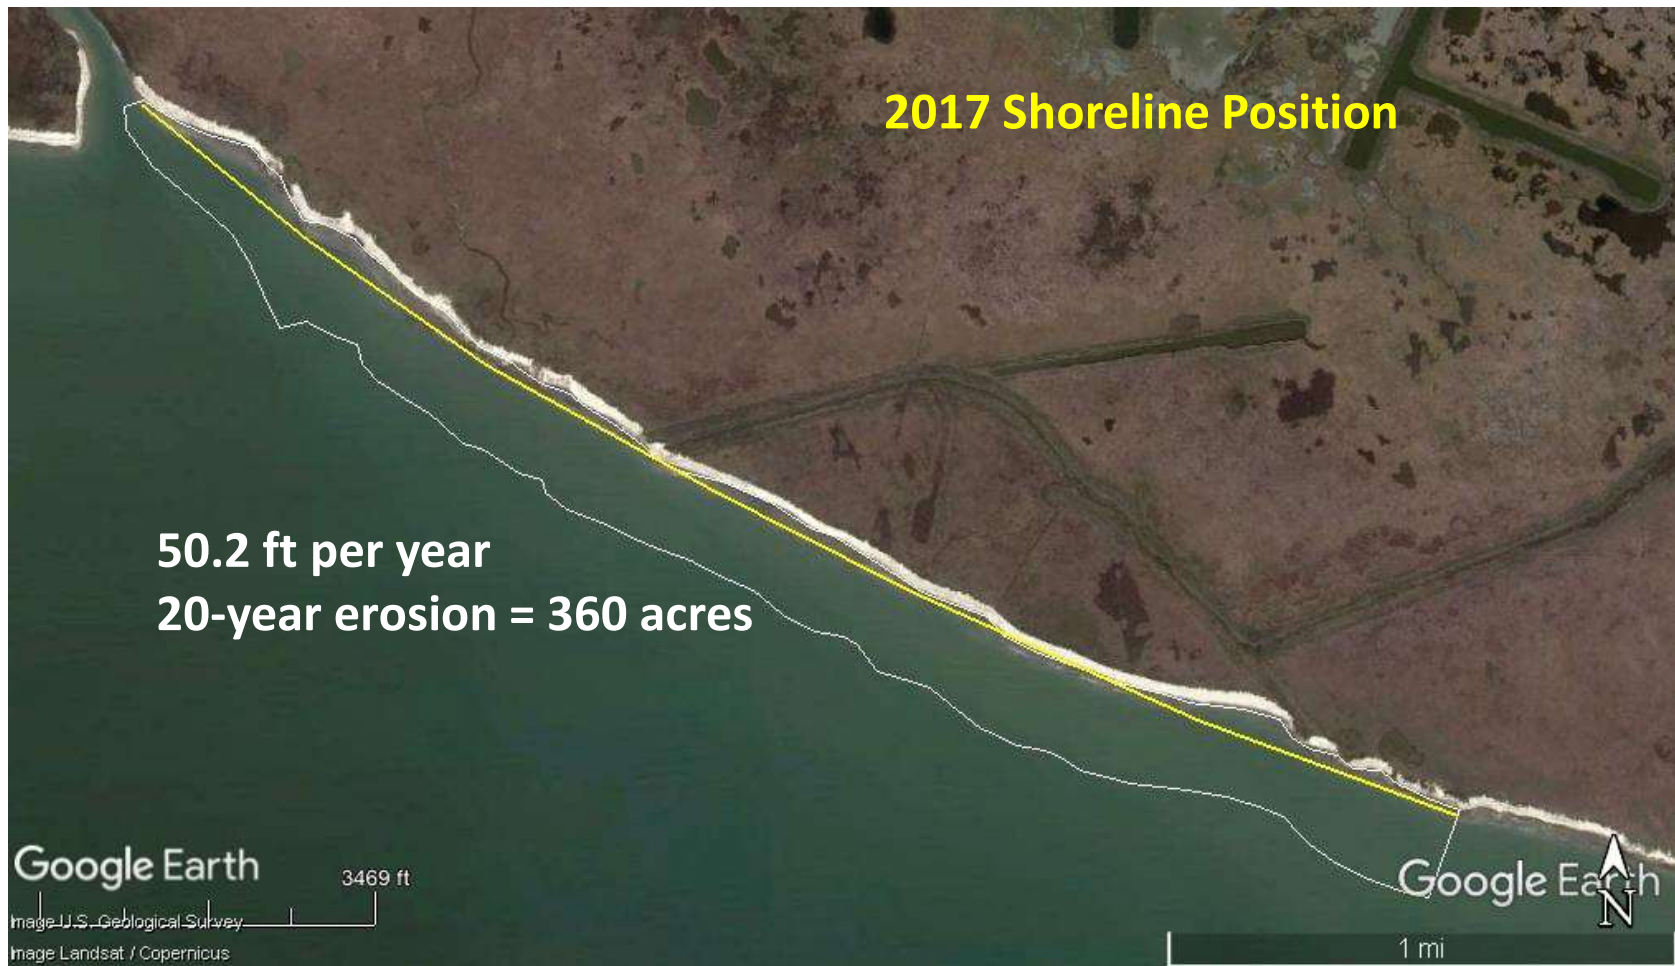 2017 Shoreline Position
50.2 ft per year
20-year erosion = 360 acres
Google Earth
3469 ft
Image U.S. Geological Survey
Image Landsat / Copernicus
Google Earth
N
1 mi